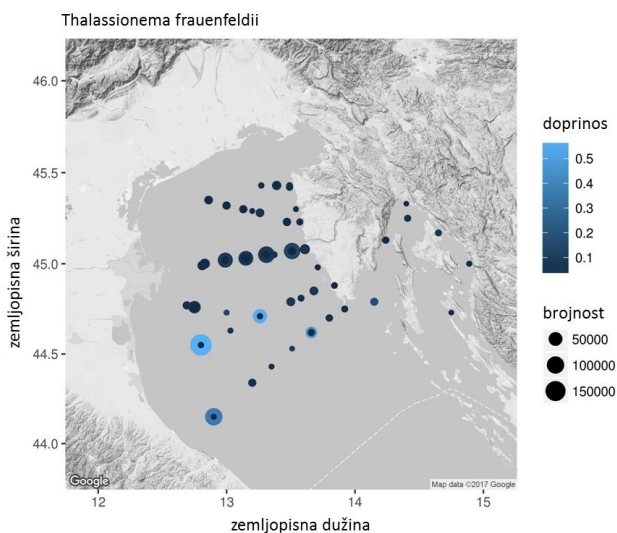 Thalassionema frauenfeldii
46.0
45.5
45.0
44.5
44.0
zemljopisna širina
12
13
14
15
zemljopisna dužina
Google
Map data ©2017 Google
doprinos
0.5
0.4
0.3
0.2
0.1
brojnost
50000
100000
150000